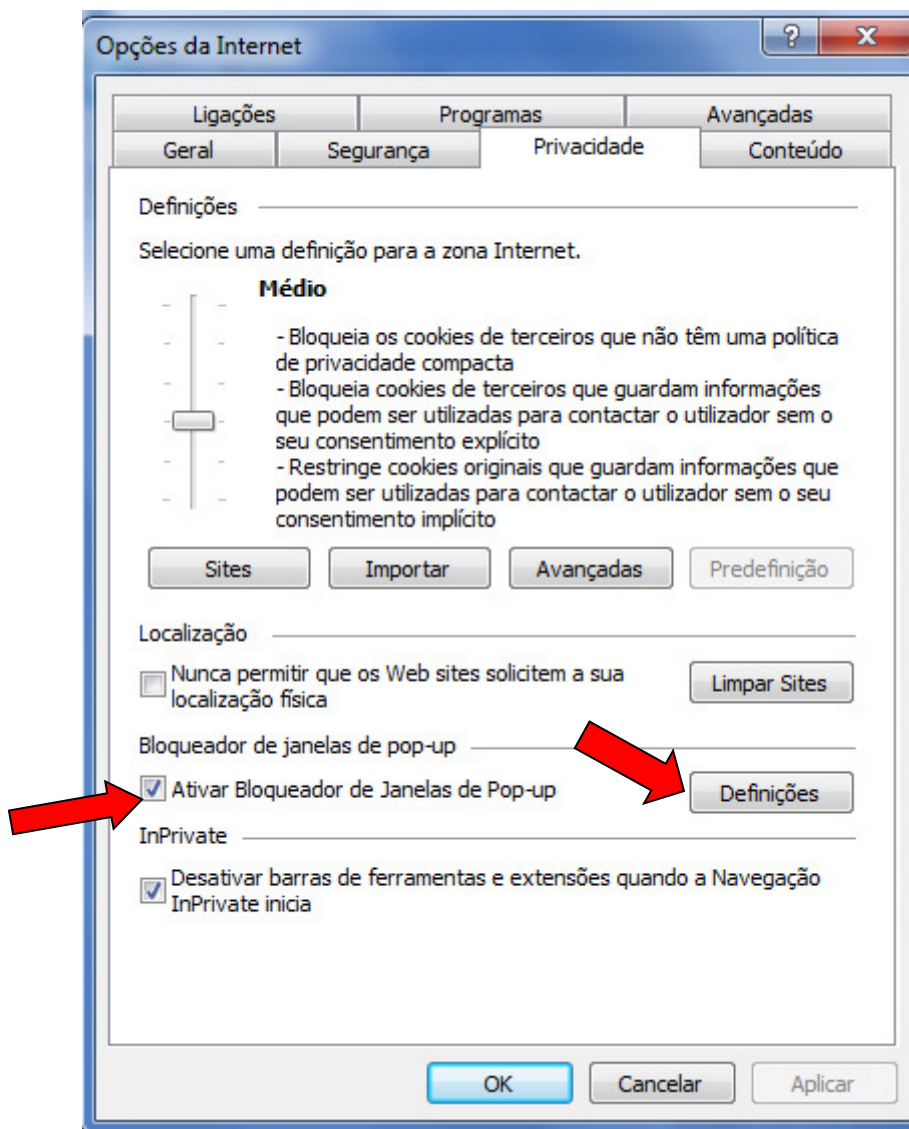 Opções da Internet
Ligações Programas Avançadas
Geral Segurança Privacidade Conteúdo
Definições
Selecione uma definição para a zona Internet.
Médio
- Bloqueia os cookies de terceiros que não têm uma política
de privacidade compacta
- Bloqueia cookies de terceiros que guardam informações
que podem ser utilizadas para contactar o utilizador sem o
seu consentimento explícito
- Restringe cookies originais que guardam informações que
podem ser utilizadas para contactar o utilizador sem o seu
consentimento implícito
Sites Importar Avançadas Predefinição
Localização
Nunca permitir que os Web sites solicitem a sua
localização física
Limpar Sites
Bloqueador de janelas de pop-up
Ativar Bloqueador de Janelas de Pop-up
Definições
InPrivate
Desativar barras de ferramentas e extensões quando a Navegação
InPrivate inicia
OK Cancelar Aplicar